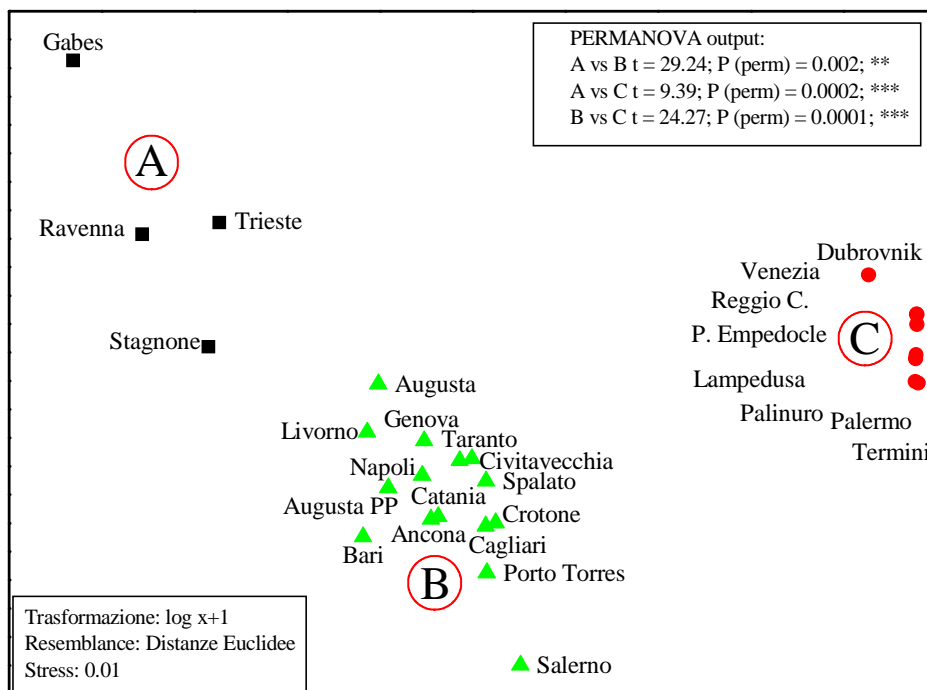 Gabes
PERMANOVA output:
A vs B t = 29.24; P (perm) = 0.002; **
A vs C t = 9.39; P (perm) = 0.0002; ***
B vs C t = 24.27; P (perm) = 0.0001; ***
A
Ravenna
Trieste
Dubrovnik
Venezia
Reggio C.
P. Empedocle
C
Stagnone
Lampedusa
Augusta
Palinuro
Palermo
Genova
Livorno
Taranto
Termini
Civitavecchia
Napoli
Spalato
Catania
Augusta PP
Crotone
Ancona
Cagliari
Bari
B
Porto Torres
Trasformazione: log x+1
Resemblance: Distanze Euclidee
Stress: 0.01
Salerno